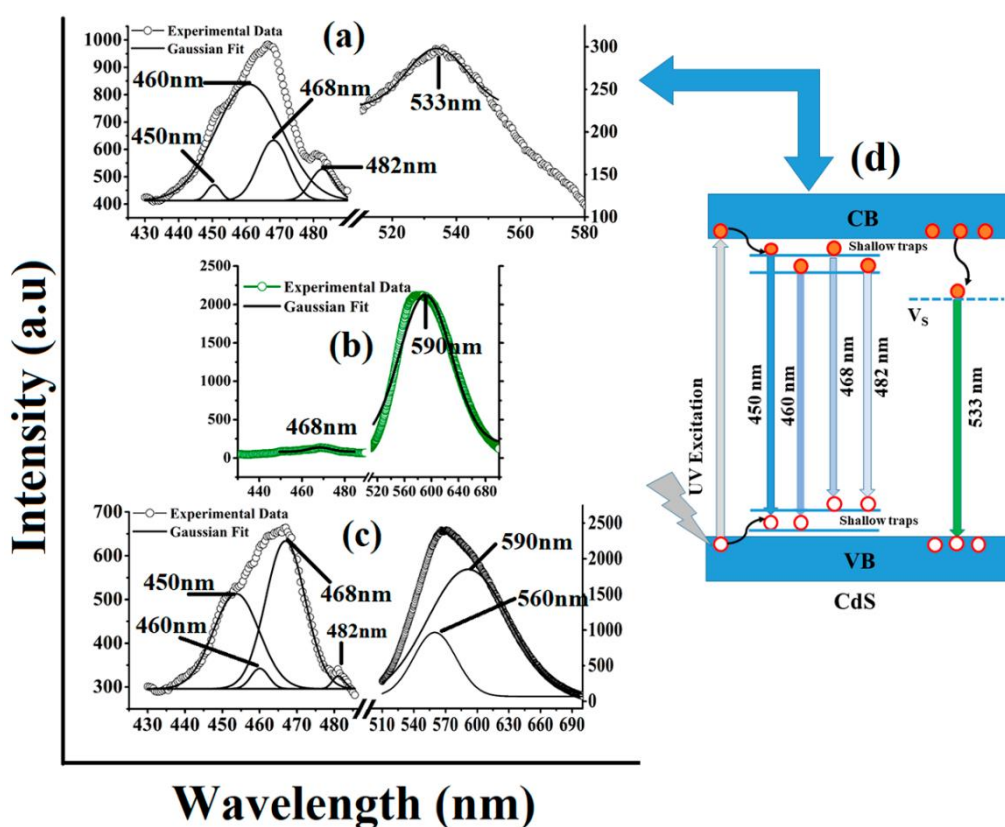 Intensity (a.u)
Wavelength (nm)
(a)
Experimental Data
Gaussian Fit
460nm
468nm
450nm
482nm
533nm
1000
900
800
700
600
500
400
430 440 450 460 470 480
300
250
200
150
100
520 540 560 580
(b)
Experimental Data
Gaussian Fit
590nm
468nm
2500
2250
2000
1750
1500
1250
1000
750
500
250
0
440 460 480
520 560 600 640 680
(c)
Experimental Data
Gaussian Fit
450nm
460nm
468nm
482nm
590nm
560nm
700
600
500
400
300
430 440 450 460 470 480
2500
2000
1500
1000
500
0
510 540 570 600 630 660 690
(d)
CB
Shallow traps
VS
UV Excitation
450 nm
460 nm
468 nm
482 nm
533 nm
Shallow traps
VB
CdS